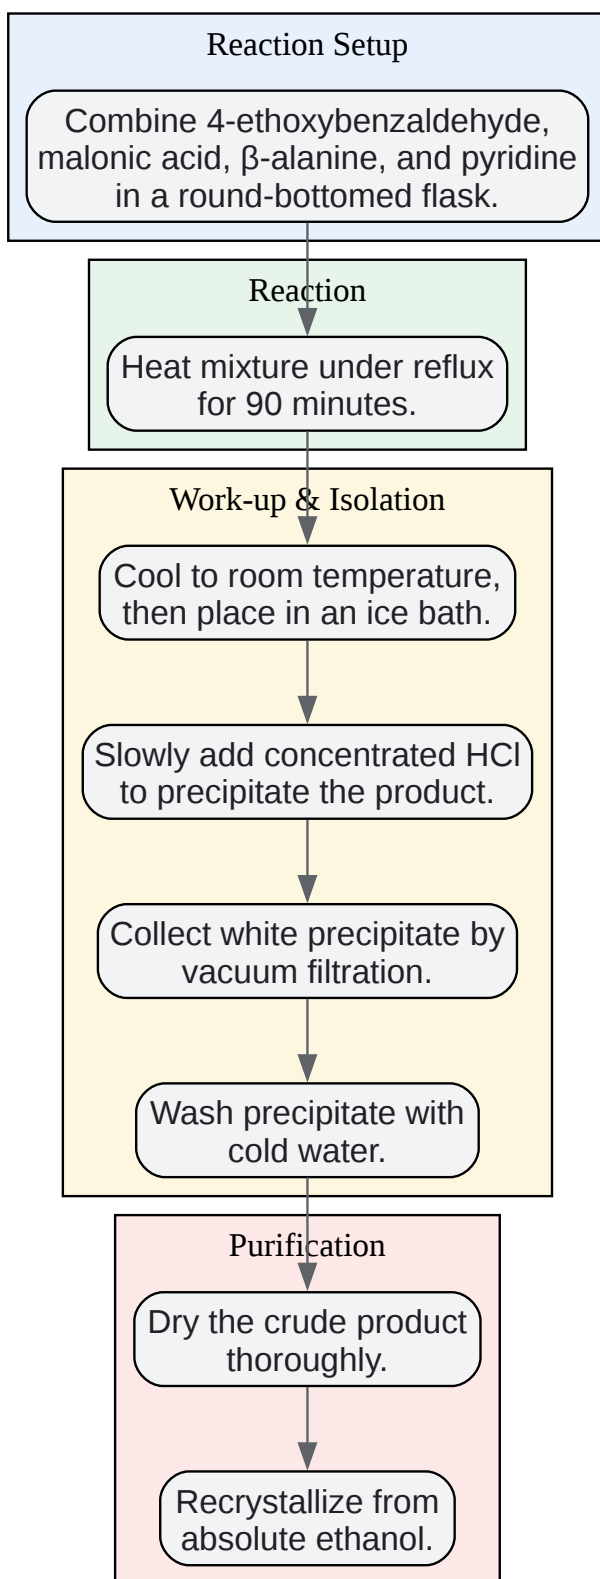 Reaction Setup
Combine 4-ethoxybenzaldehyde,
malonic acid, β-alanine, and pyridine
in a round-bottomed flask.
Reaction
Heat mixture under reflux
for 90 minutes.
Work-up & Isolation
Cool to room temperature,
then place in an ice bath.
Slowly add concentrated HCl
to precipitate the product.
Collect white precipitate by
vacuum filtration.
Wash precipitate with
cold water.
Purification
Dry the crude product
thoroughly.
Recrystallize from
absolute ethanol.